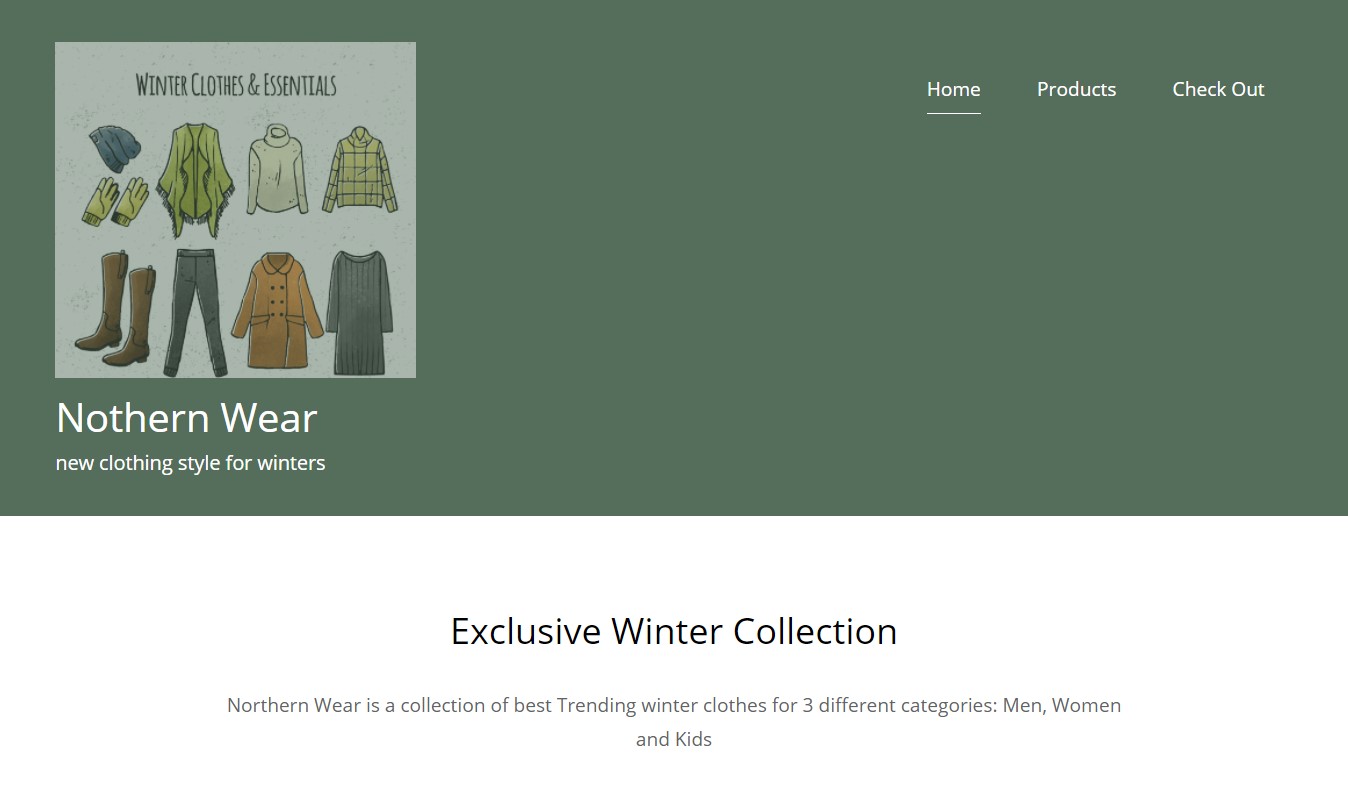 Winter Clothes & Essentials
Home Products Check Out
Nothern Wear
new clothing style for winters
Exclusive Winter Collection
Northern Wear is a collection of best Trending winter clothes for 3 different categories: Men, Women
and Kids